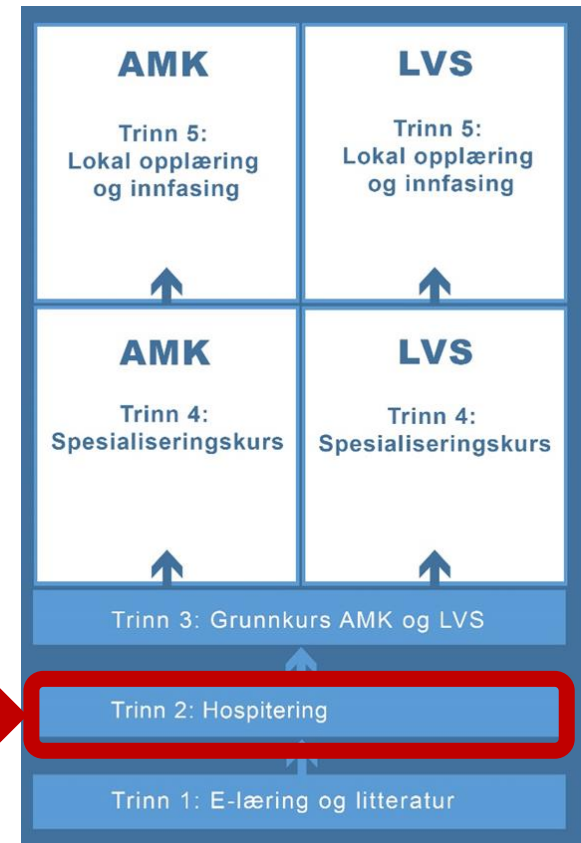 AMK
Trinn 5:
Lokal opplæring
og innfasing
LVS
Trinn 5:
Lokal opplæring
og innfasing
AMK
Trinn 4:
Spesialiseringskurs
LVS
Trinn 4:
Spesialiseringskurs
Trinn 3: Grunnkurs AMK og LVS
Trinn 2: Hospitering
Trinn 1: E-læring og litteratur